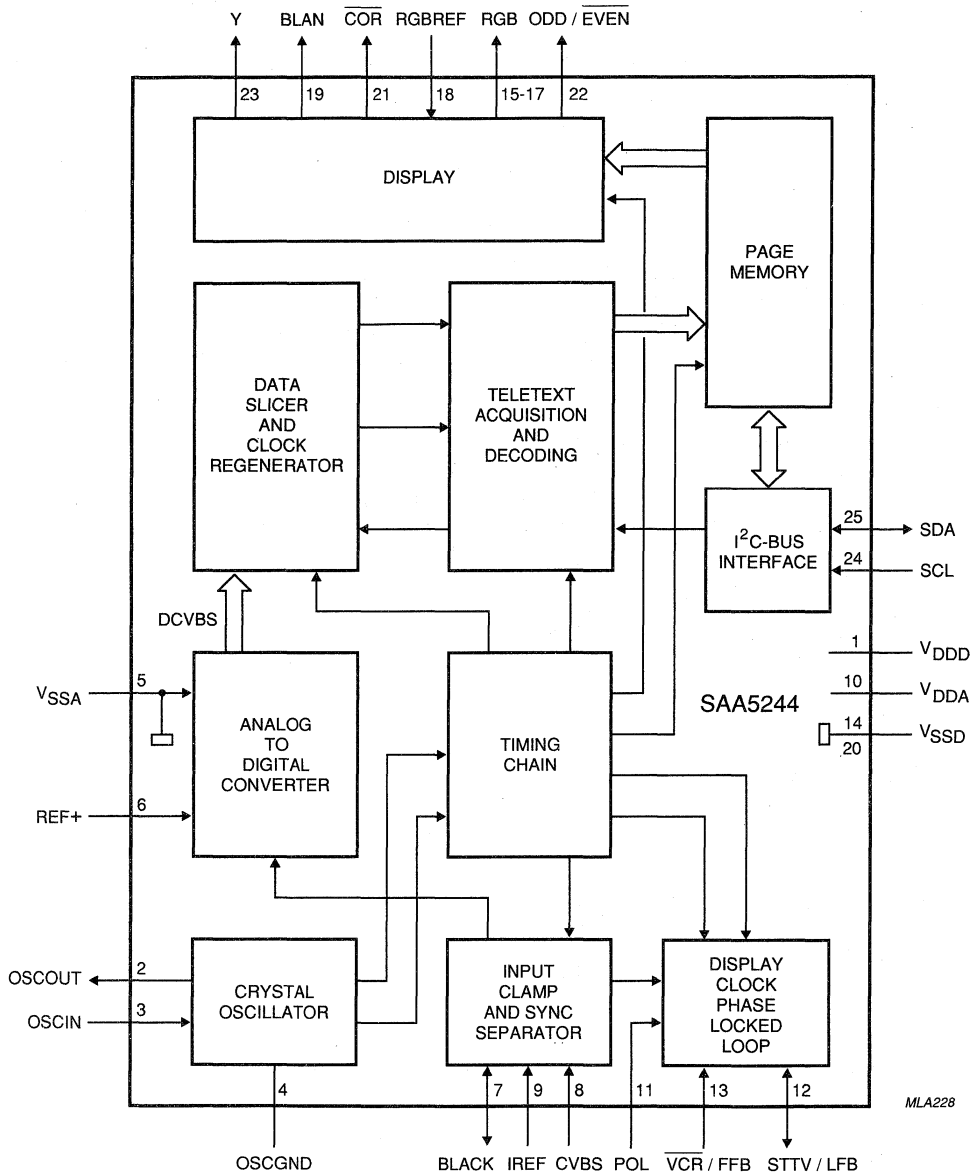 Y BLAN COR RGBREF RGB ODD / EVEN
23 19 21 18 15-17 22
DISPLAY
PAGE
MEMORY
DATA
SLICER
AND
CLOCK
REGENERATOR
TELETEXT
ACQUISITION
AND
DECODING
I2C-BUS
INTERFACE
25 SDA
24 SCL
DCVBS
1 VDDD
10 VDDA
14 VSSD
20
SAA5244
VSSA 5
REF+ 6
ANALOG
TO
DIGITAL
CONVERTER
TIMING
CHAIN
OSCOUT 2
OSCIN 3
CRYSTAL
OSCILLATOR
INPUT
CLAMP
AND SYNC
SEPARATOR
DISPLAY
CLOCK
PHASE
LOCKED
LOOP
4 7 9 8 11 13 12
MLA228
OSCGND BLACK IREF CVBS POL VCR / FFB STTV / LFB